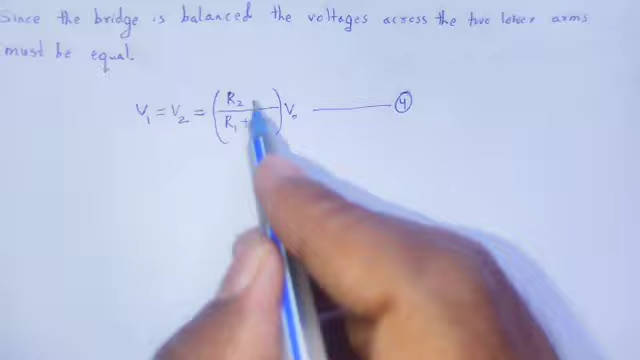 Since the bridge is balanced the voltages across the two lower arms
must be equal.
V₁ = V₂ = (R₂ / R₁ + ) V₀ ——— ④